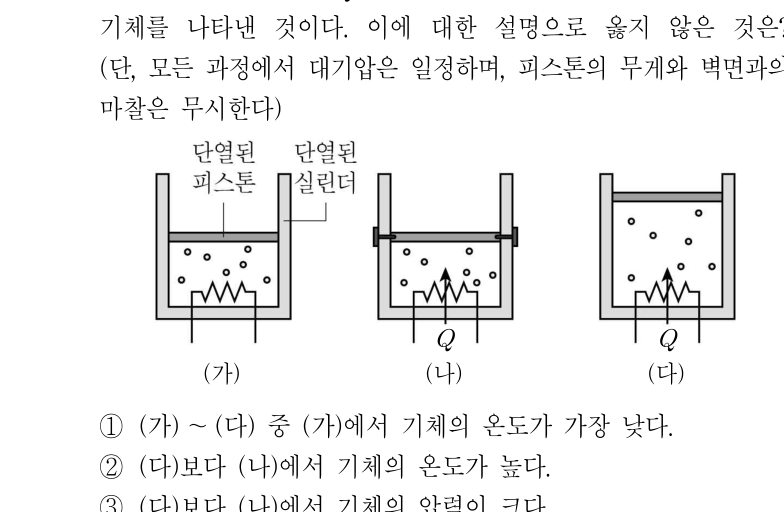 기체를 나타낸 것이다. 이에 대한 설명으로 옳지 않은 것은?
(단, 모든 과정에서 대기압은 일정하며, 피스톤의 무게와 벽면과의
마찰은 무시한다)
단열된 단열된
피스톤 실린더
Q Q
(가) (나) (다)
① (가) ~ (다) 중 (가)에서 기체의 온도가 가장 낮다.
② (다)보다 (나)에서 기체의 온도가 높다.
③ (다)보다 (나)에서 기체의 압력이 크다.